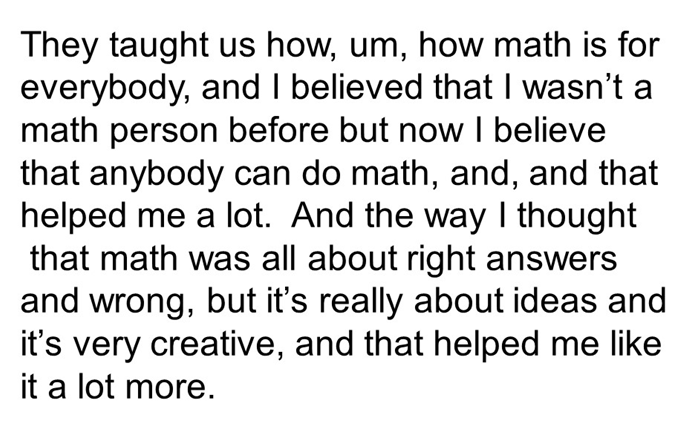 They taught us how, um, how math is for
everybody, and I believed that I wasn’t a
math person before but now I believe
that anybody can do math, and, and that
helped me a lot.  And the way I thought
that math was all about right answers
and wrong, but it’s really about ideas and
it’s very creative, and that helped me like
it a lot more.